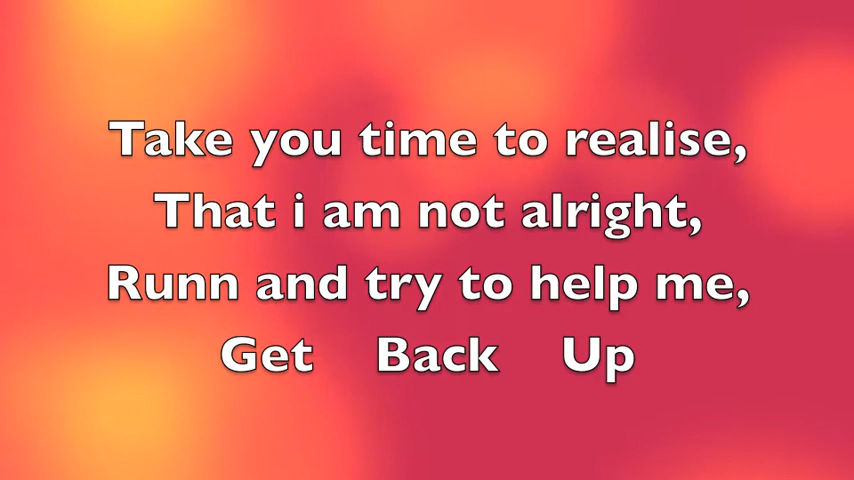 Take you time to realise,
That i am not alright,
Runn and try to help me,
Get Back Up